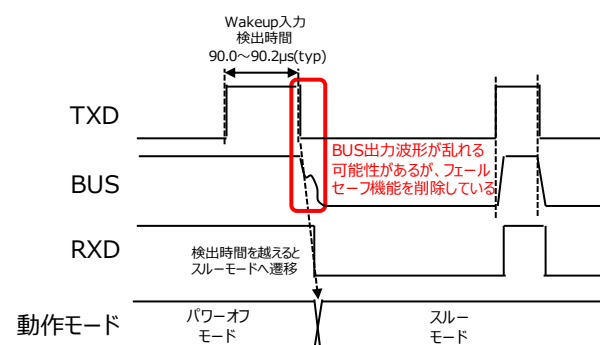 Wakeup入力
検出時間
90.0～90.2μs(typ)
TXD
BUS出力波形が乱れる
可能性があるが、フェール
セーフ機能を削除している
BUS
RXD
検出時間を越えると
スルーモードへ遷移
動作モード
パワーオフ
モード
スルー
モード